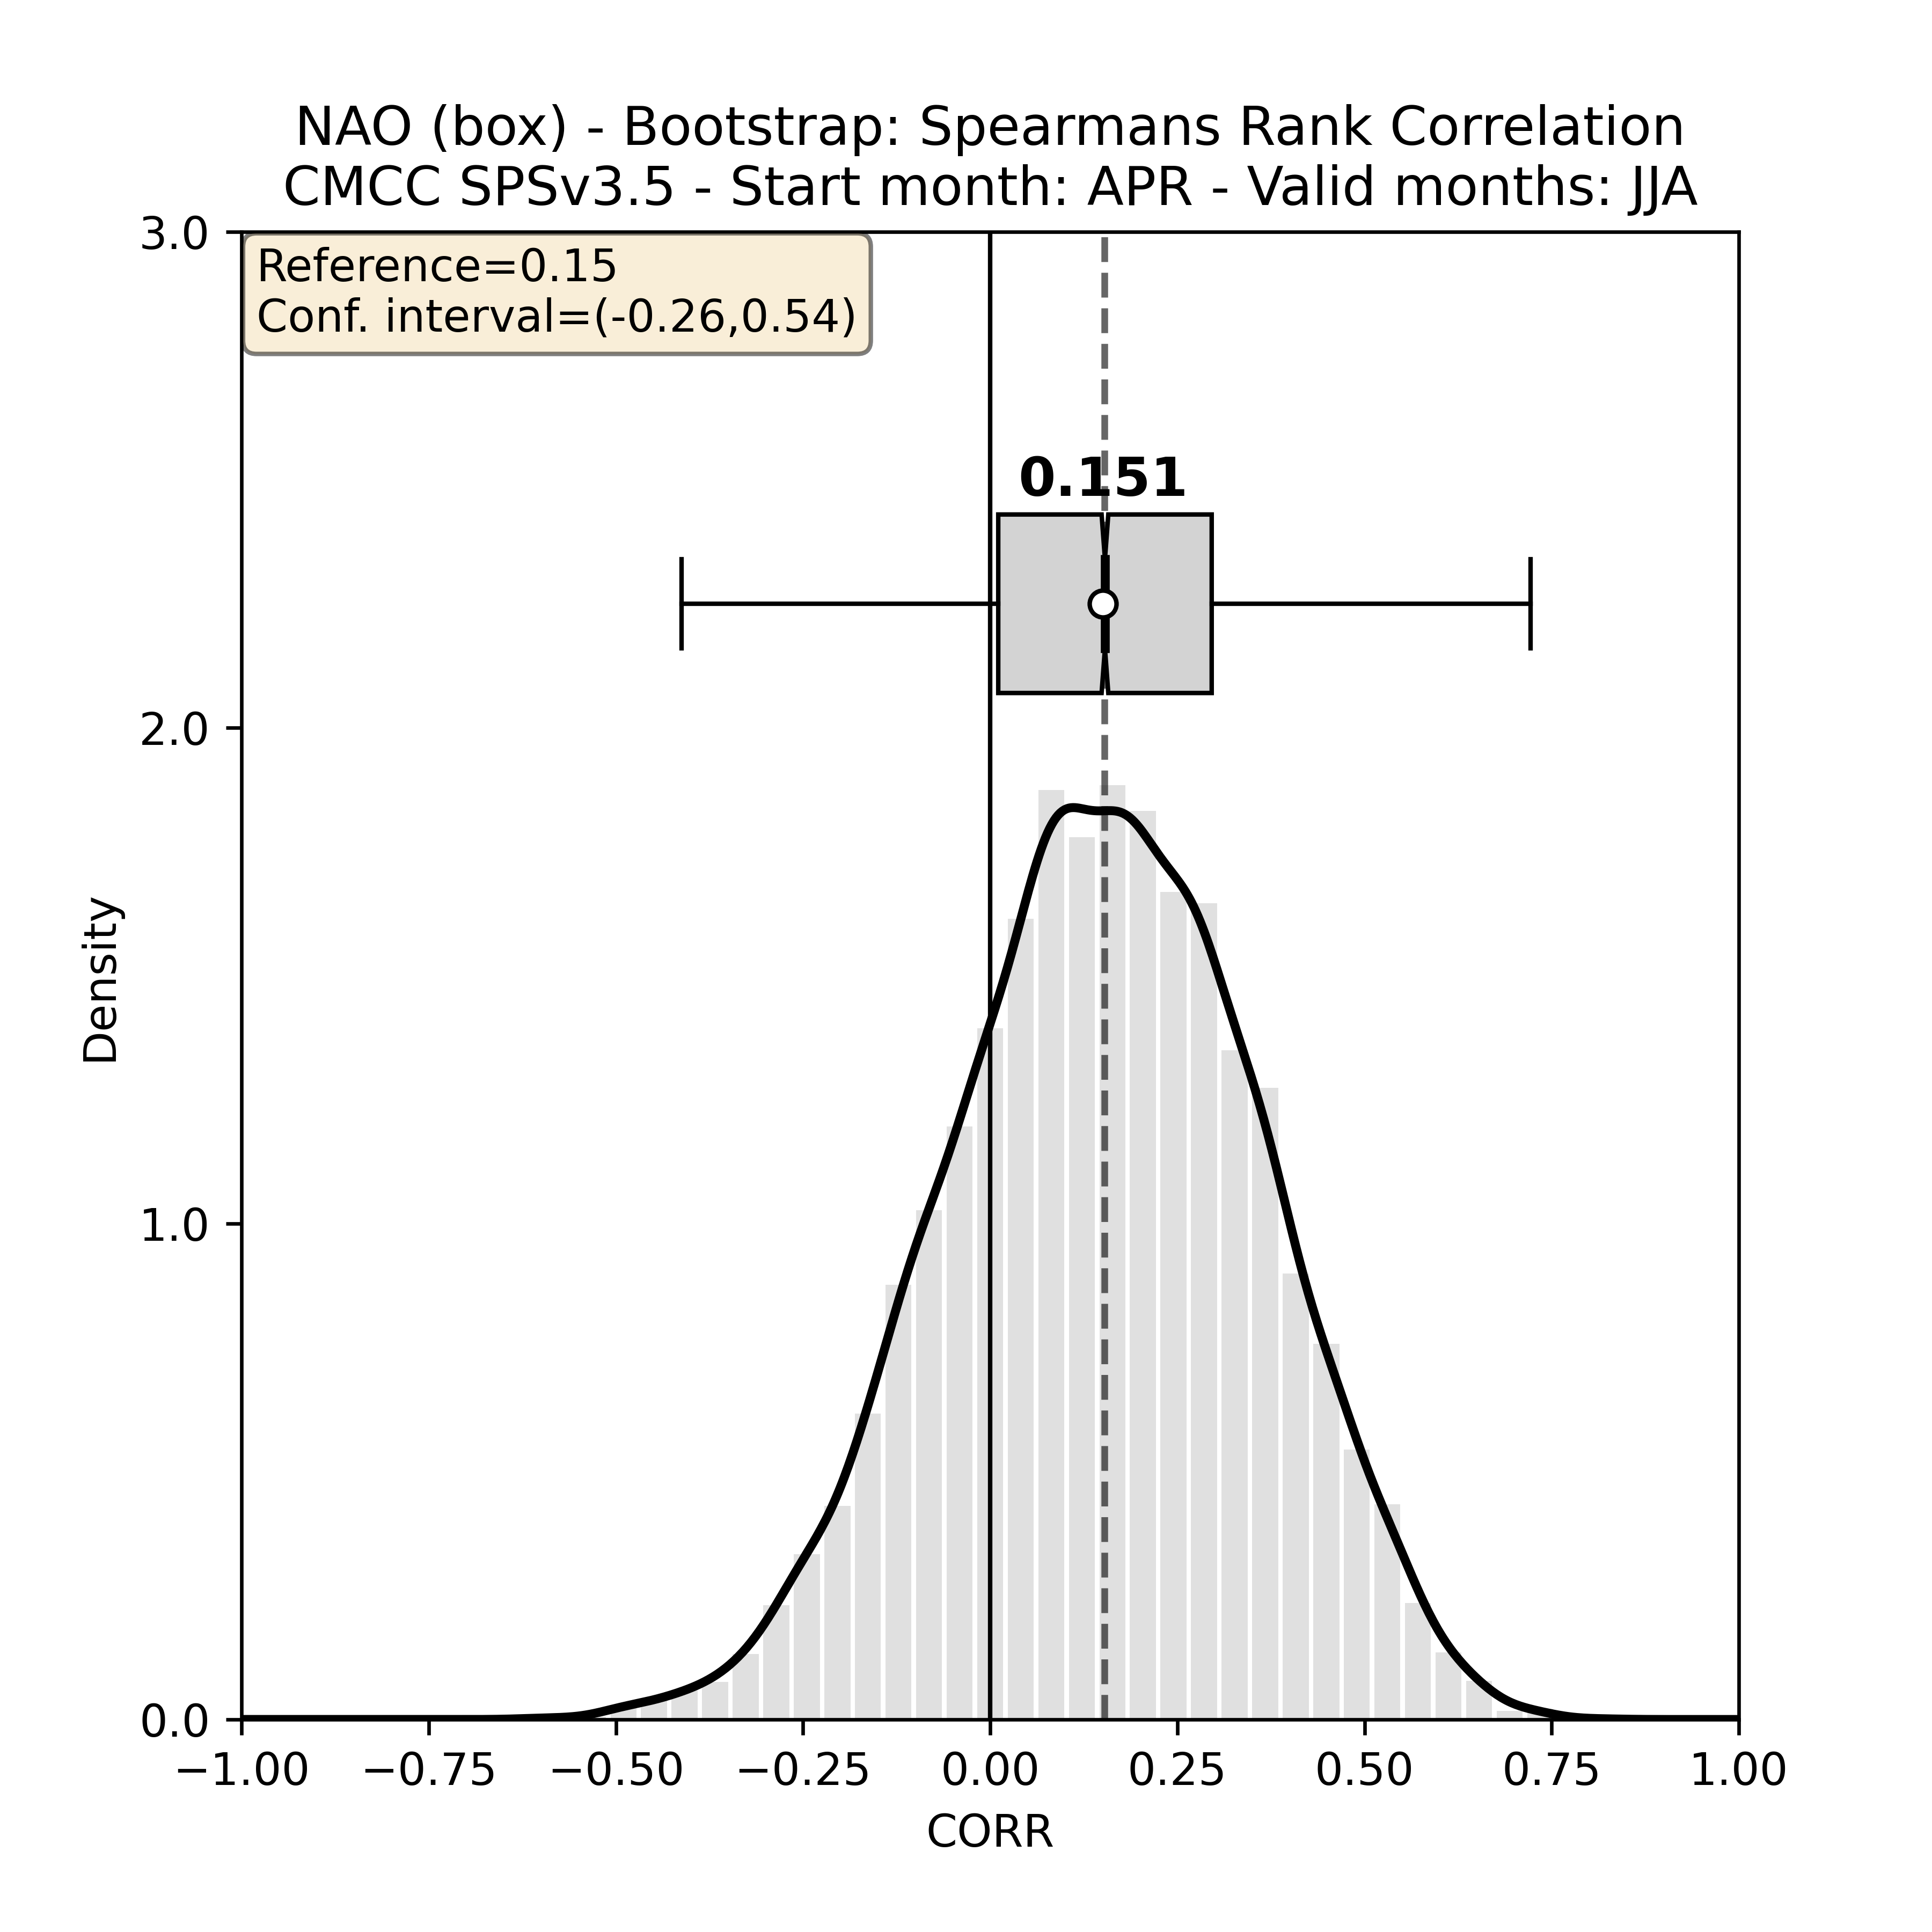 NAO (box) - Bootstrap: Spearmans Rank Correlation
CMCC SPSv3.5 - Start month: APR - Valid months: JJA
3.0
Reference=0.15
Conf. interval=(-0.26,0.54)
0.151
2.0
Density
1.0
0.0
−1.00 −0.75 −0.50 −0.25 0.00 0.25 0.50 0.75 1.00
CORR